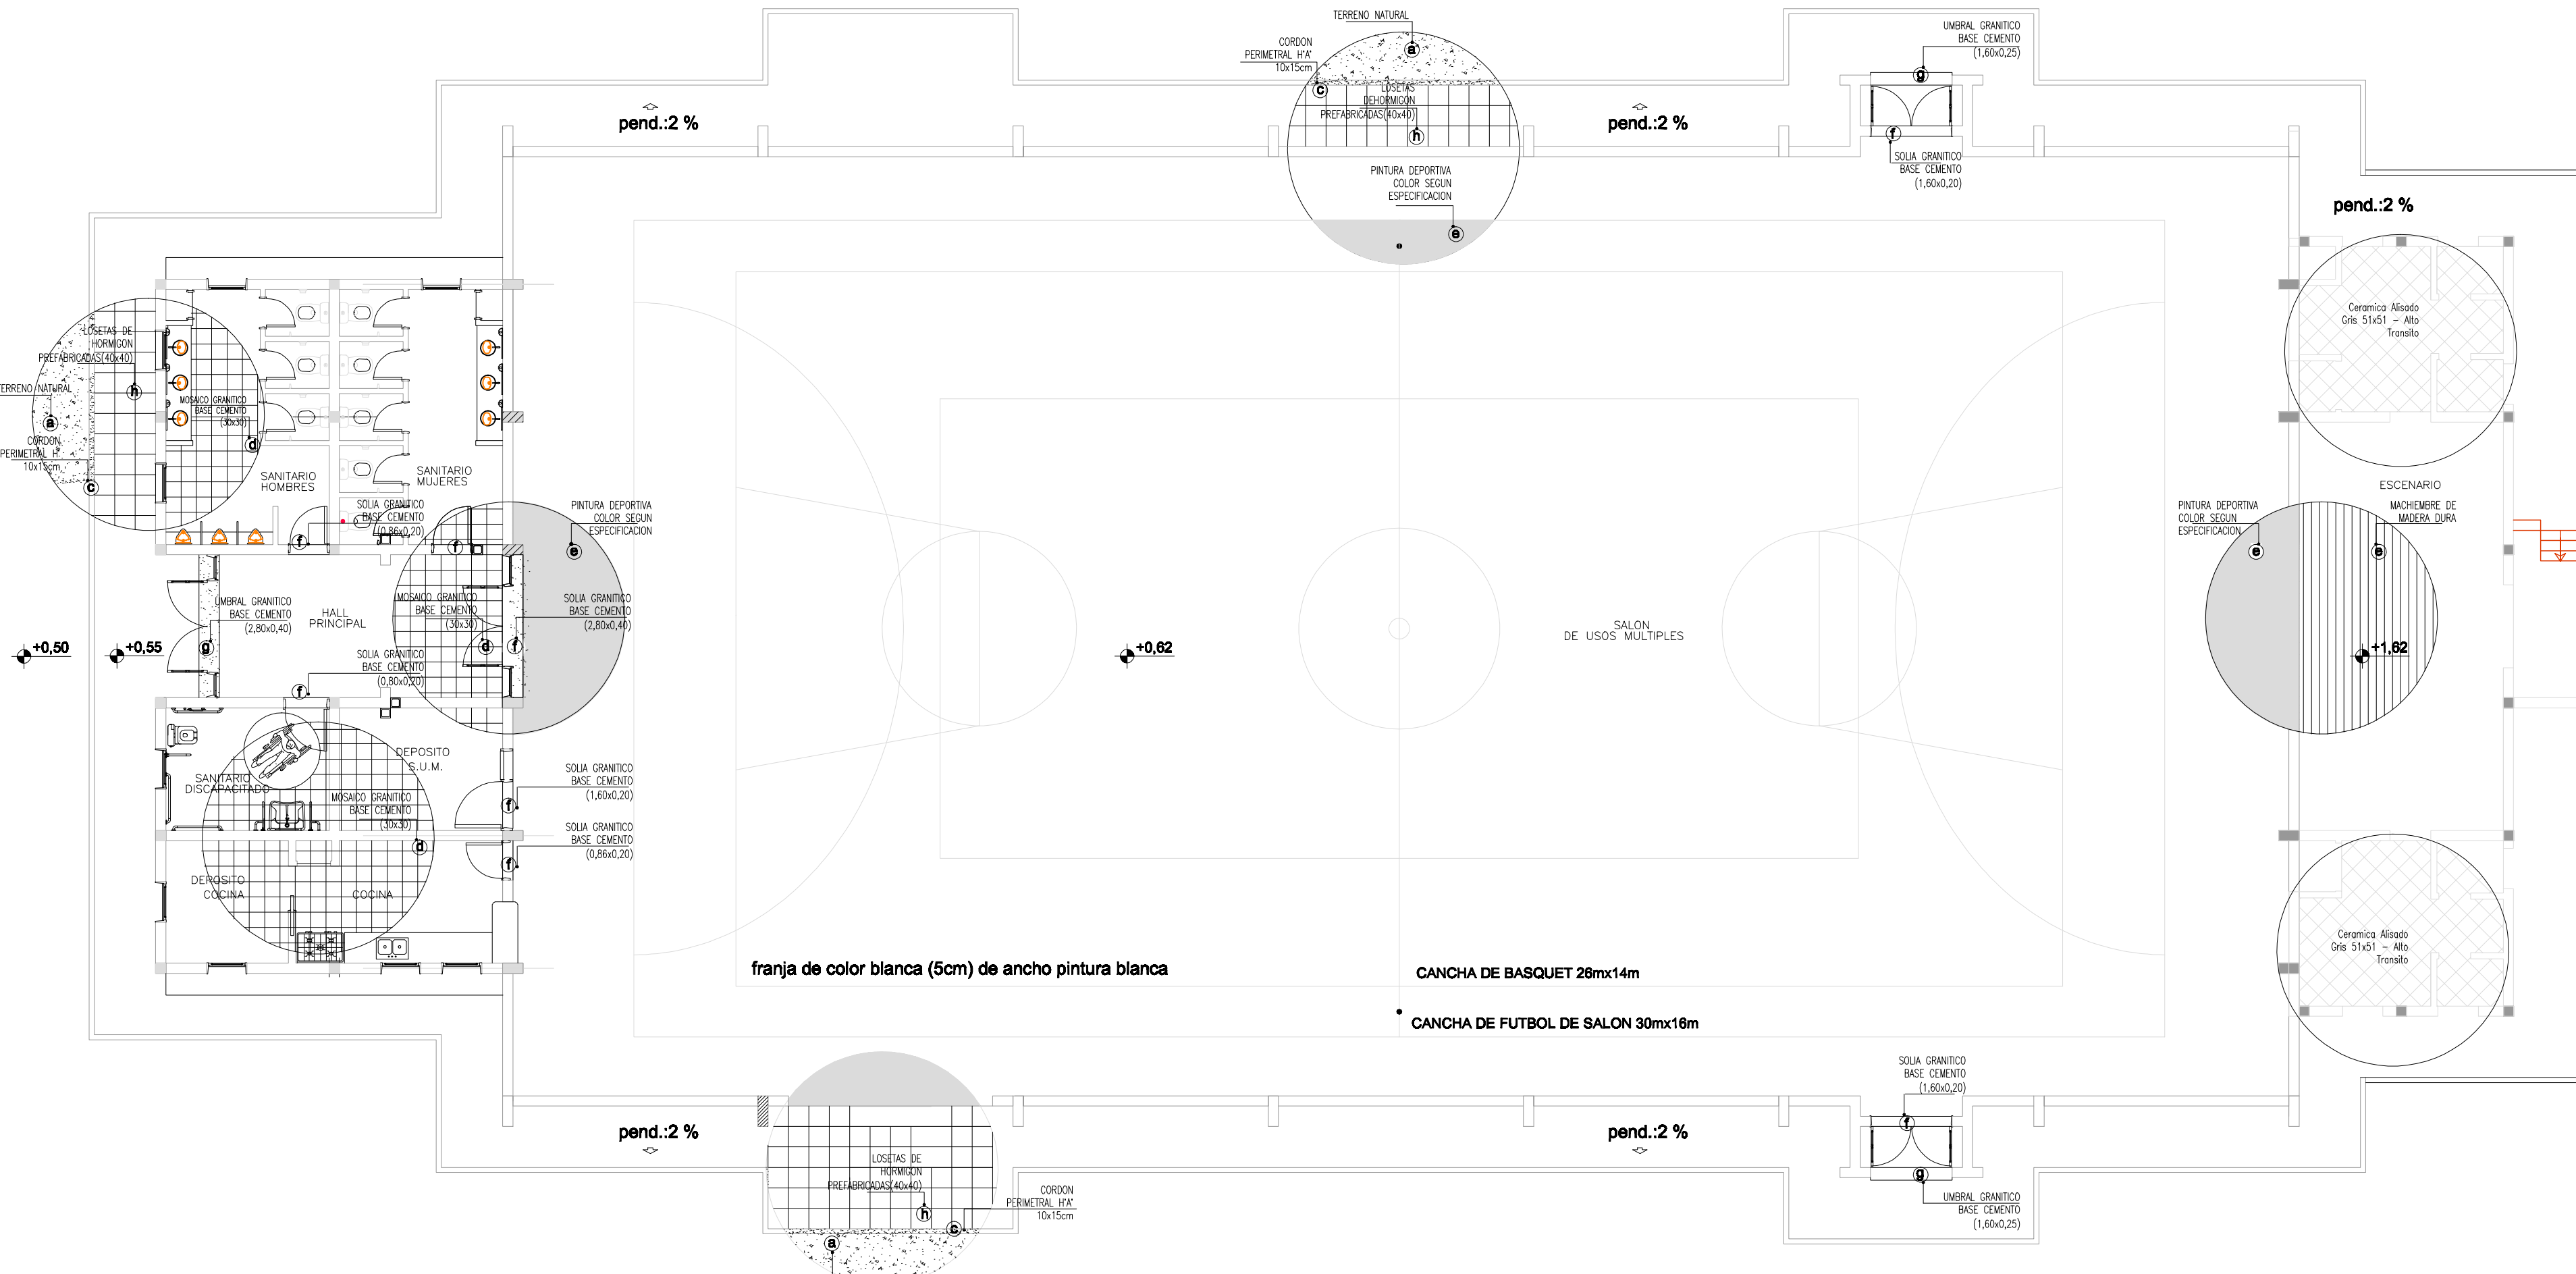 TERRENO NATURAL
a
CORDON
PERIMETRAL H°A°
10x15cm
c
LOSETAS
DEHORMIGON
PREFABRICADAS(40x40)
h
PINTURA DEPORTIVA
COLOR SEGUN
ESPECIFICACION
e
UMBRAL GRANITICO
BASE CEMENTO
(1,60x0,25)
g
f
SOLIA GRANITICO
BASE CEMENTO
(1,60x0,20)
pend.:2 %
pend.:2 %
pend.:2 %
Ceramica Alisado
Gris 51x51 - Alto
Transito
LOSETAS DE
HORMIGON
PREFABRICADAS(40x40)
h
TERRENO NATURAL
a
CORDON
PERIMETRAL H
10x15cm
c
MOSAICO GRANITICO
BASE CEMENTO
(30x30)
d
SANITARIO
HOMBRES
SANITARIO
MUJERES
SOLIA GRANITICO
BASE CEMENTO
(0,86x0,20)
f
f
PINTURA DEPORTIVA
COLOR SEGUN
ESPECIFICACION
e
UMBRAL GRANITICO
BASE CEMENTO
(2,80x0,40)
g
HALL
PRINCIPAL
MOSAICO GRANITICO
BASE CEMENTO
(30x30)
d
SOLIA GRANITICO
BASE CEMENTO
(2,80x0,40)
f
SOLIA GRANITICO
BASE CEMENTO
(0,80x0,20)
f
+0,50
+0,55
+0,62
SALON
DE USOS MULTIPLES
ESCENARIO
PINTURA DEPORTIVA
COLOR SEGUN
ESPECIFICACION
e
MACHIEMBRE DE
MADERA DURA
e
+1,62
DEPOSITO
S.U.M.
SANITARIO
DISCAPACITADO
MOSAICO GRANITICO
BASE CEMENTO
(30x30)
d
SOLIA GRANITICO
BASE CEMENTO
(1,60x0,20)
f
SOLIA GRANITICO
BASE CEMENTO
(0,86x0,20)
f
DEPOSITO
COCINA
COCINA
franja de color blanca (5cm) de ancho pintura blanca
CANCHA DE BASQUET 26mx14m
CANCHA DE FUTBOL DE SALON 30mx16m
Ceramica Alisado
Gris 51x51 - Alto
Transito
pend.:2 %
pend.:2 %
LOSETAS DE
HORMIGON
PREFABRICADAS(40x40)
h
CORDON
PERIMETRAL H°A°
10x15cm
c
a
SOLIA GRANITICO
BASE CEMENTO
(1,60x0,20)
f
g
UMBRAL GRANITICO
BASE CEMENTO
(1,60x0,25)